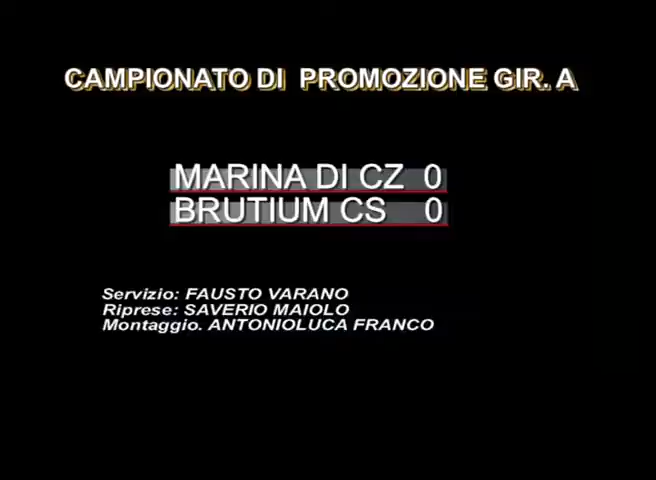 CAMPIONATO DI PROMOZIONE GIR. A
MARINA DI CZ 0
BRUTIUM CS 0
Servizio: FAUSTO VARANO
Riprese: SAVERIO MAIOLO
Montaggio. ANTONIOLUCA FRANCO